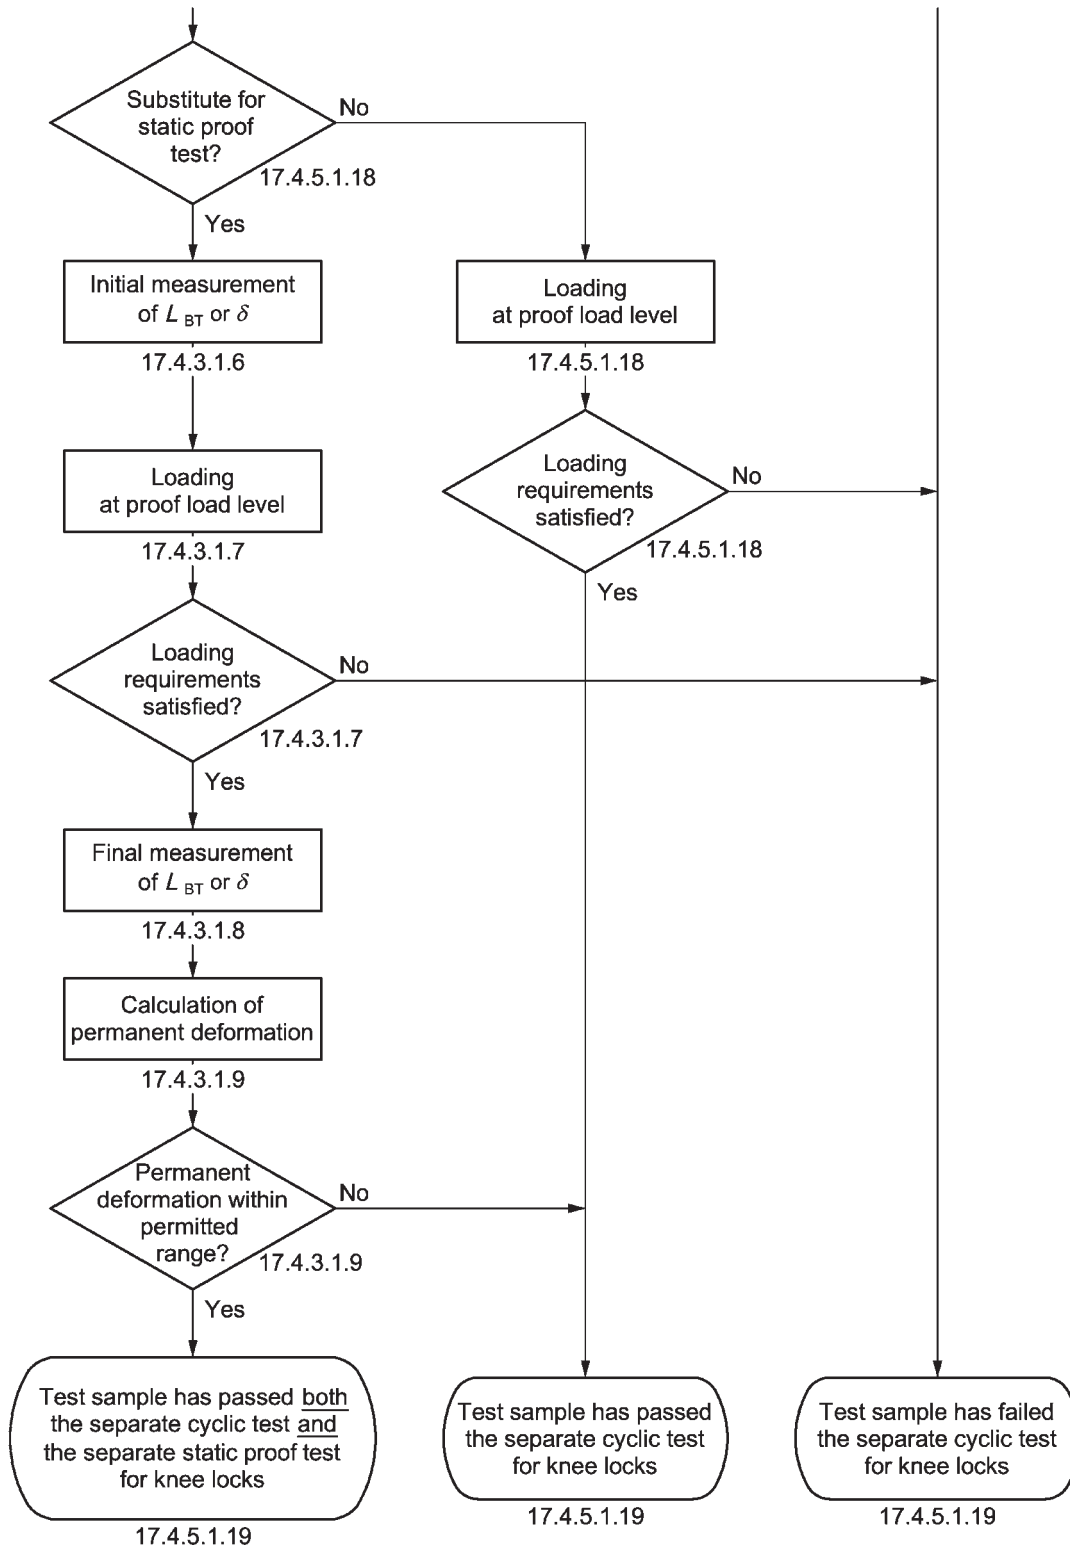 Substitute for
static proof
test?
No
17.4.5.1.18
Yes
Initial measurement
of L BT or δ
17.4.3.1.6
Loading
at proof load level
17.4.5.1.18
Loading
at proof load level
17.4.3.1.7
Loading
requirements
satisfied?
No
17.4.5.1.18
Yes
Loading
requirements
satisfied?
No
17.4.3.1.7
Yes
Final measurement
of L BT or δ
17.4.3.1.8
Calculation of
permanent deformation
17.4.3.1.9
Permanent
deformation within
permitted
range?
No
17.4.3.1.9
Yes
Test sample has passed both
the separate cyclic test and
the separate static proof test
for knee locks
17.4.5.1.19
Test sample has passed
the separate cyclic test
for knee locks
17.4.5.1.19
Test sample has failed
the separate cyclic test
for knee locks
17.4.5.1.19